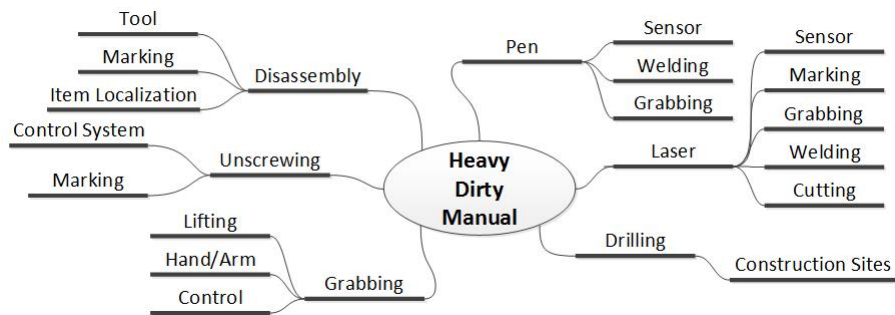 Tool
Marking
Item Localization
Disassembly
Control System
Marking
Unscrewing
Lifting
Hand/Arm
Control
Grabbing
Heavy
Dirty
Manual
Pen
Sensor
Welding
Grabbing
Laser
Sensor
Marking
Grabbing
Welding
Cutting
Drilling
Construction Sites